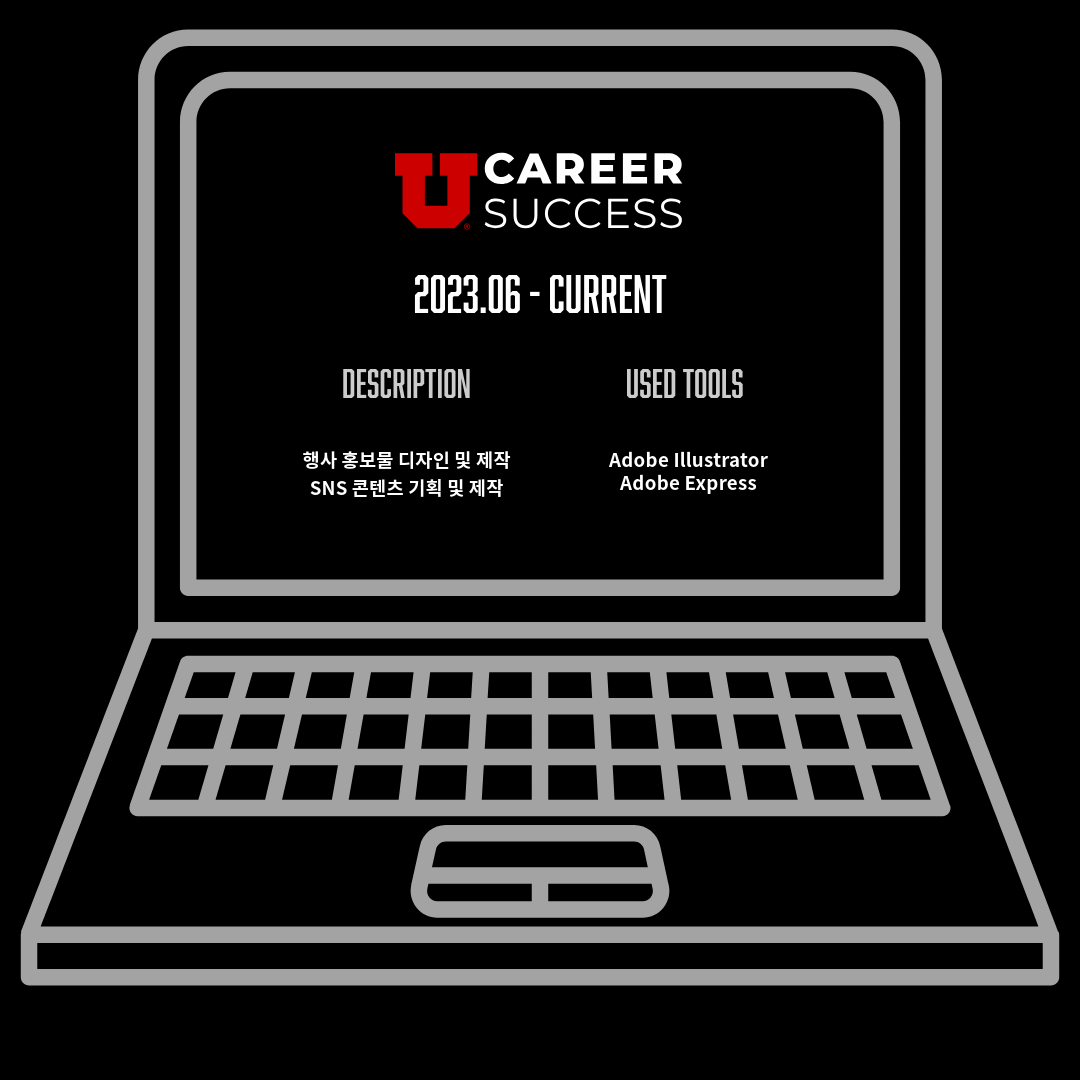 U CAREER
SUCCESS
2023.06 - CURRENT
DESCRIPTION
행사 홍보물 디자인 및 제작
SNS 콘텐츠 기획 및 제작
USED TOOLS
Adobe Illustrator
Adobe Express